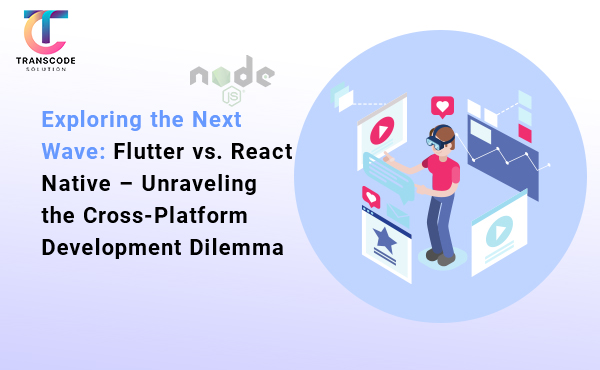 TRANSCODE
SOLUTION
node
JS
Exploring the Next
Wave: Flutter vs. React
Native – Unraveling
the Cross-Platform
Development Dilemma